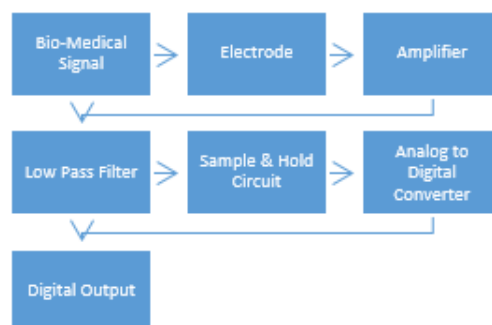 Bio-Medical
Signal
Electrode
Amplifier
Low Pass Filter
Sample & Hold
Circuit
Analog to
Digital
Converter
Digital Output